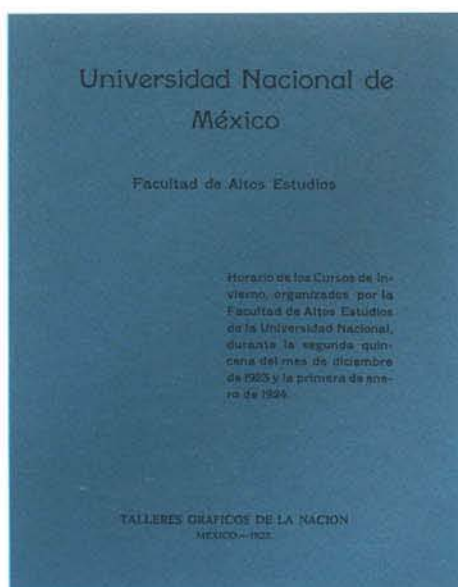 Universidad Nacional de
México
Facultad de Altos Estudios
Horario de los Cursos de In-
vierno, organizados por la
Facultad de Altos Estudios
de la Universidad Nacional,
durante la segunda quin-
cena del mes de diciembre
de 1923 y la primera de ene-
ro de 1924.
TALLERES GRAFICOS DE LA NACION
MEXICO.—1923.